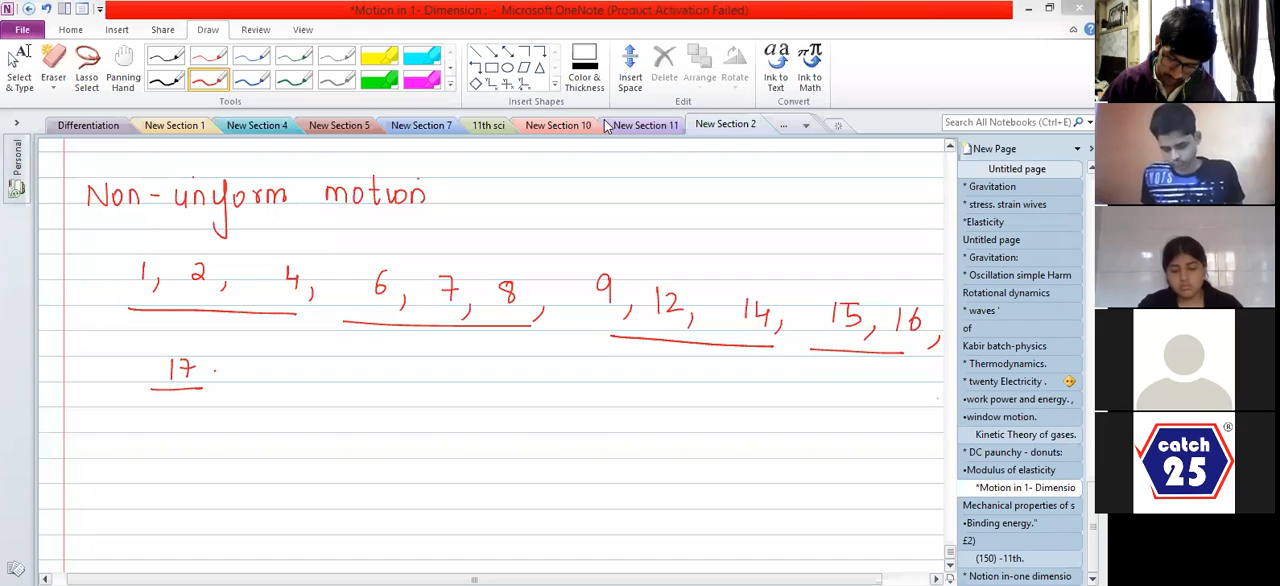 *Motion in 1- Dimension : - Microsoft OneNote (Product Activation Failed)
File Home Insert Share Draw Review View
Select & Type
Eraser
Lasso Select
Panning Hand
Color & Thickness
Insert Space
Delete
Arrange
Rotate
Ink to Text
Ink to Math
Tools
Insert Shapes
Edit
Convert
Differentiation New Section 1 New Section 4 New Section 5 New Section 7 11th sci New Section 10 New Section 11 New Section 2 ...
Search All Notebooks (Ctrl+E)
Personal
Non-uniform motion
1, 2, 4, 6, 7, 8, 9, 12, 14, 15, 16,
17.
New Page
Untitled page
* Gravitation
* stress. strain wives
*Elasticity
Untitled page
* Gravitation:
* Oscillation simple Harm
Rotational dynamics
* waves '
of
Kabir batch-physics
* Thermodynamics.
* twenty Electricity .
•work power and energy. ,
•window motion.
Kinetic Theory of gases.
* DC paunchy - donuts:
•Modulus of elasticity
*Motion in 1- Dimensio
Mechanical properties of s
•Binding energy."
£2)
(150) -11th.
* Notion in-one dimensio
catch
25
®